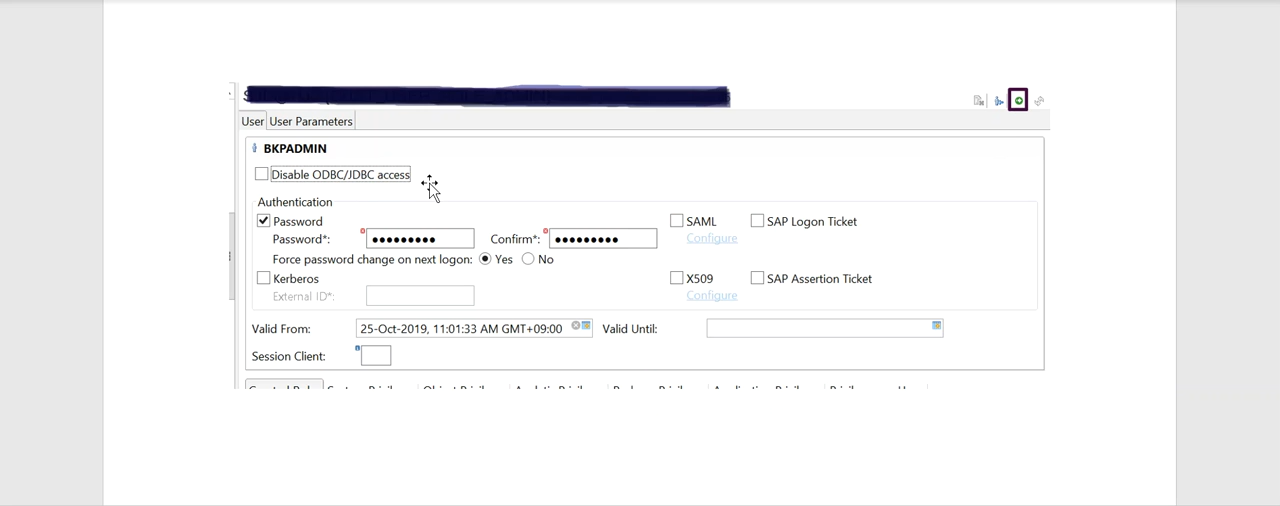 User User Parameters
BKPADMIN
Disable ODBC/JDBC access
Authentication
Password SAML SAP Logon Ticket
Password*: ●●●●●●●●● Confirm*: ●●●●●●●●● Configure
Force password change on next logon: Yes No
Kerberos X509 SAP Assertion Ticket
External ID*: Configure
Valid From: 25-Oct-2019, 11:01:33 AM GMT+09:00 Valid Until:
Session Client: